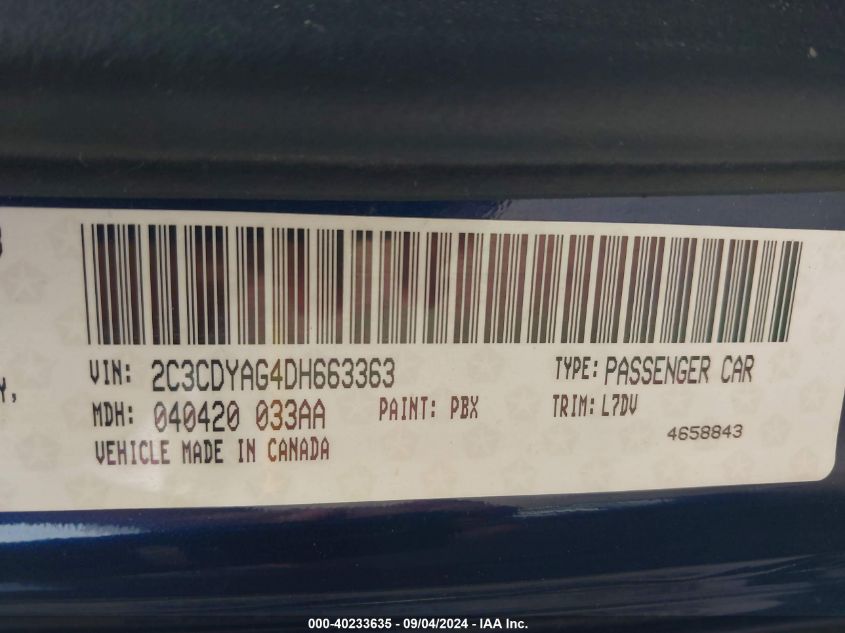 VIN: 2C3CDYAG4DH663363 TYPE: PASSENGER CAR
MDH: 040420 033AA PAINT: PBX TRIM: L7DV
VEHICLE MADE IN CANADA 4658843
000-40233635 - 09/04/2024 - IAA Inc.